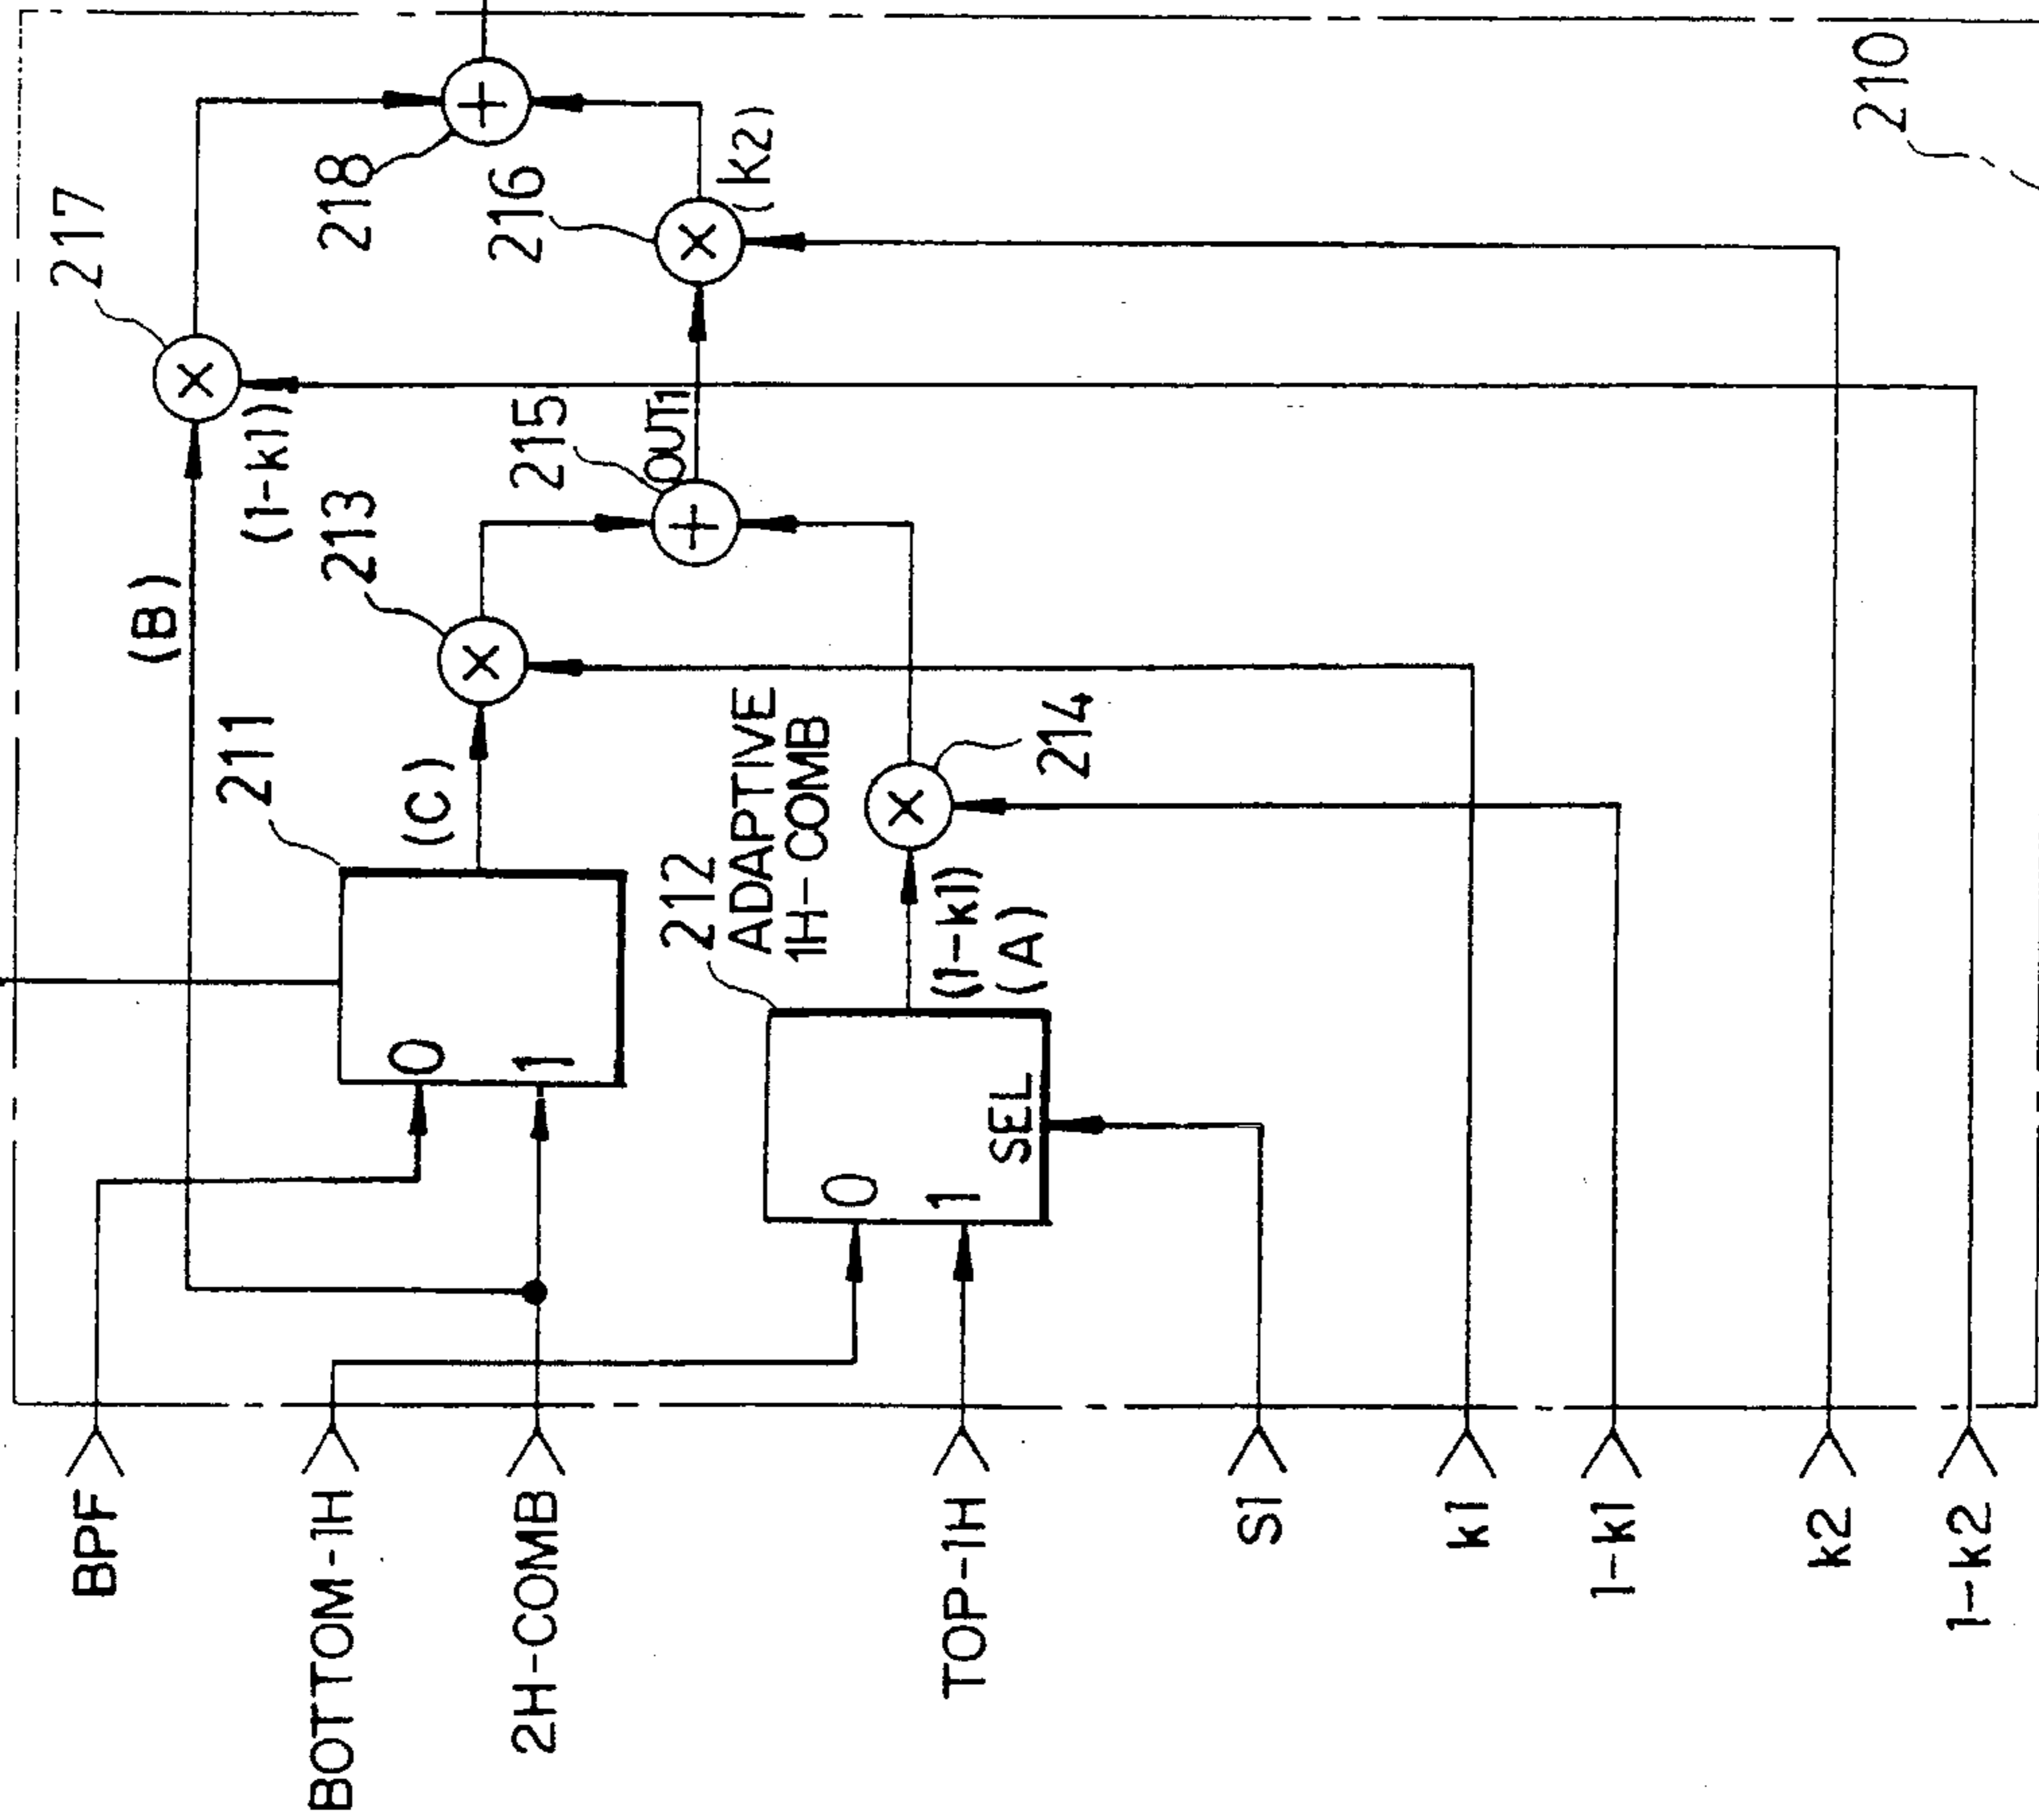 BPF
BOTTOM-1H
2H-COMB
TOP-1H
S1
k1
1-k1
k2
1-k2
0
1
211
(C)
(B)
0
1
SEL
212
ADAPTIVE
1H-COMB
(1-k1)
(A)
213
214
215
OUT1
(1-k1)
217
216
(k2)
218
210